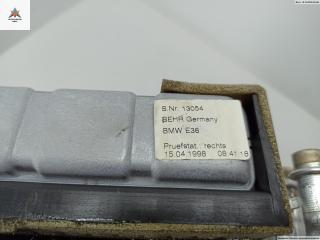 S.Nr. 13054
BEHR Germany
BMW E36
Pruefstat.: rechts
15.04.1998 08:41:18